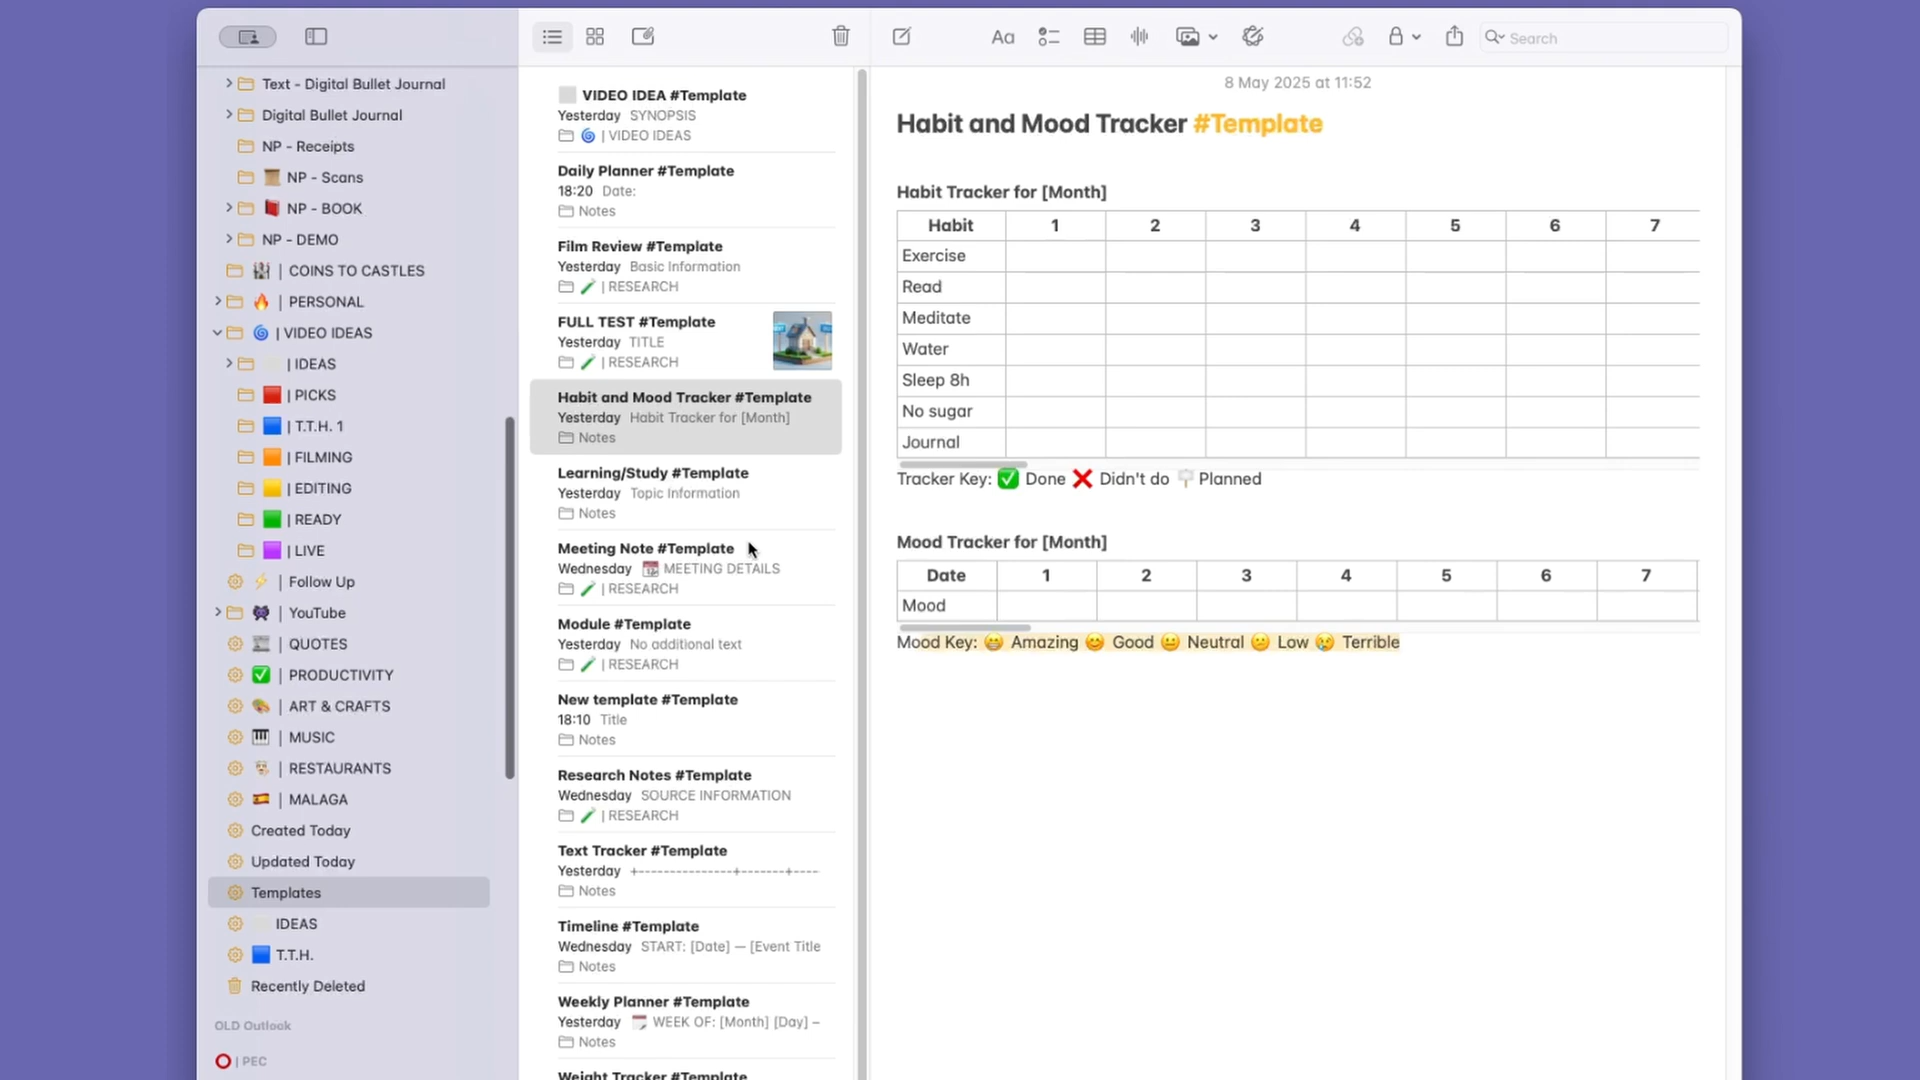 Search
Text - Digital Bullet Journal
Digital Bullet Journal
NP - Receipts
NP - Scans
NP - BOOK
NP - DEMO
| COINS TO CASTLES
| PERSONAL
| VIDEO IDEAS
| IDEAS
| PICKS
| T.T.H. 1
| FILMING
| EDITING
| READY
| LIVE
| Follow Up
| YouTube
| QUOTES
| PRODUCTIVITY
| ART & CRAFTS
| MUSIC
| RESTAURANTS
| MALAGA
Created Today
Updated Today
Templates
IDEAS
T.T.H.
Recently Deleted
OLD Outlook
| PEC
VIDEO IDEA #Template
Yesterday SYNOPSIS
🌀 | VIDEO IDEAS
Daily Planner #Template
18:20 Date:
Notes
Film Review #Template
Yesterday Basic Information
| RESEARCH
FULL TEST #Template
Yesterday TITLE
| RESEARCH
Habit and Mood Tracker #Template
Yesterday Habit Tracker for [Month]
Notes
Learning/Study #Template
Yesterday Topic Information
Notes
Meeting Note #Template
Wednesday 📆 MEETING DETAILS
| RESEARCH
Module #Template
Yesterday No additional text
| RESEARCH
New template #Template
18:10 Title
Notes
Research Notes #Template
Wednesday SOURCE INFORMATION
| RESEARCH
Text Tracker #Template
Yesterday +---------------+-------+----
Notes
Timeline #Template
Wednesday START: [Date] — [Event Title
Notes
Weekly Planner #Template
Yesterday 🗓️ WEEK OF: [Month] [Day] –
Notes
Weight Tracker #Template
8 May 2025 at 11:52
Habit and Mood Tracker #Template
Habit Tracker for [Month]
Habit 1 2 3 4 5 6 7
Exercise
Read
Meditate
Water
Sleep 8h
No sugar
Journal
Tracker Key: ✅ Done ❌ Didn't do 🪧 Planned
Mood Tracker for [Month]
Date 1 2 3 4 5 6 7
Mood
Mood Key: 😁 Amazing 😊 Good 😐 Neutral 😕 Low 😢 Terrible